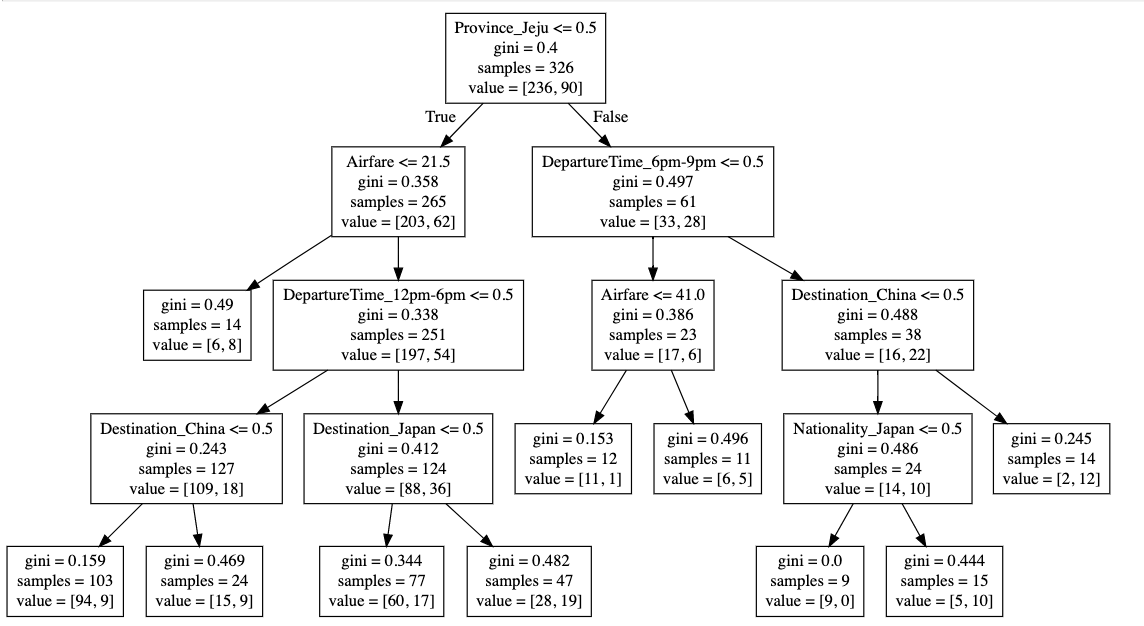 Province_Jeju <= 0.5
gini = 0.4
samples = 326
value = [236, 90]
True
False
Airfare <= 21.5
gini = 0.358
samples = 265
value = [203, 62]
DepartureTime_6pm-9pm <= 0.5
gini = 0.497
samples = 61
value = [33, 28]
gini = 0.49
samples = 14
value = [6, 8]
DepartureTime_12pm-6pm <= 0.5
gini = 0.338
samples = 251
value = [197, 54]
Airfare <= 41.0
gini = 0.386
samples = 23
value = [17, 6]
Destination_China <= 0.5
gini = 0.488
samples = 38
value = [16, 22]
Destination_China <= 0.5
gini = 0.243
samples = 127
value = [109, 18]
Destination_Japan <= 0.5
gini = 0.412
samples = 124
value = [88, 36]
gini = 0.153
samples = 12
value = [11, 1]
gini = 0.496
samples = 11
value = [6, 5]
Nationality_Japan <= 0.5
gini = 0.486
samples = 24
value = [14, 10]
gini = 0.245
samples = 14
value = [2, 12]
gini = 0.159
samples = 103
value = [94, 9]
gini = 0.469
samples = 24
value = [15, 9]
gini = 0.344
samples = 77
value = [60, 17]
gini = 0.482
samples = 47
value = [28, 19]
gini = 0.0
samples = 9
value = [9, 0]
gini = 0.444
samples = 15
value = [5, 10]